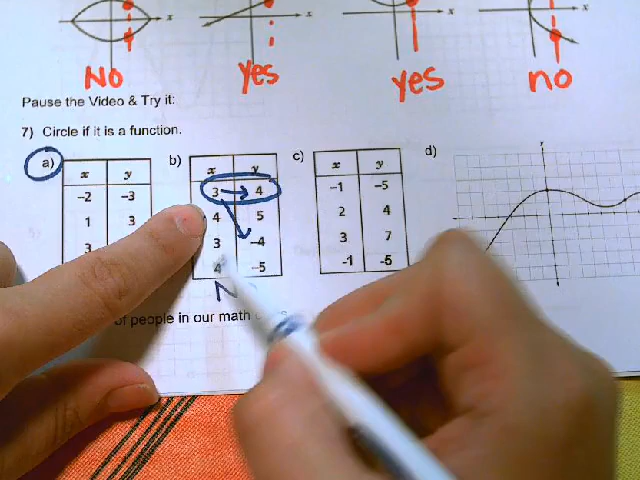 x x x x
No yes yes no
Pause the Video & Try it:
7) Circle if it is a function.
a) b) c) d)
x y x y x y y
-2 -3 3 4 -1 -5
1 3 4 5 2 4
3 3 -4 3 7
4 -5 -1 -5
N
of people in our math